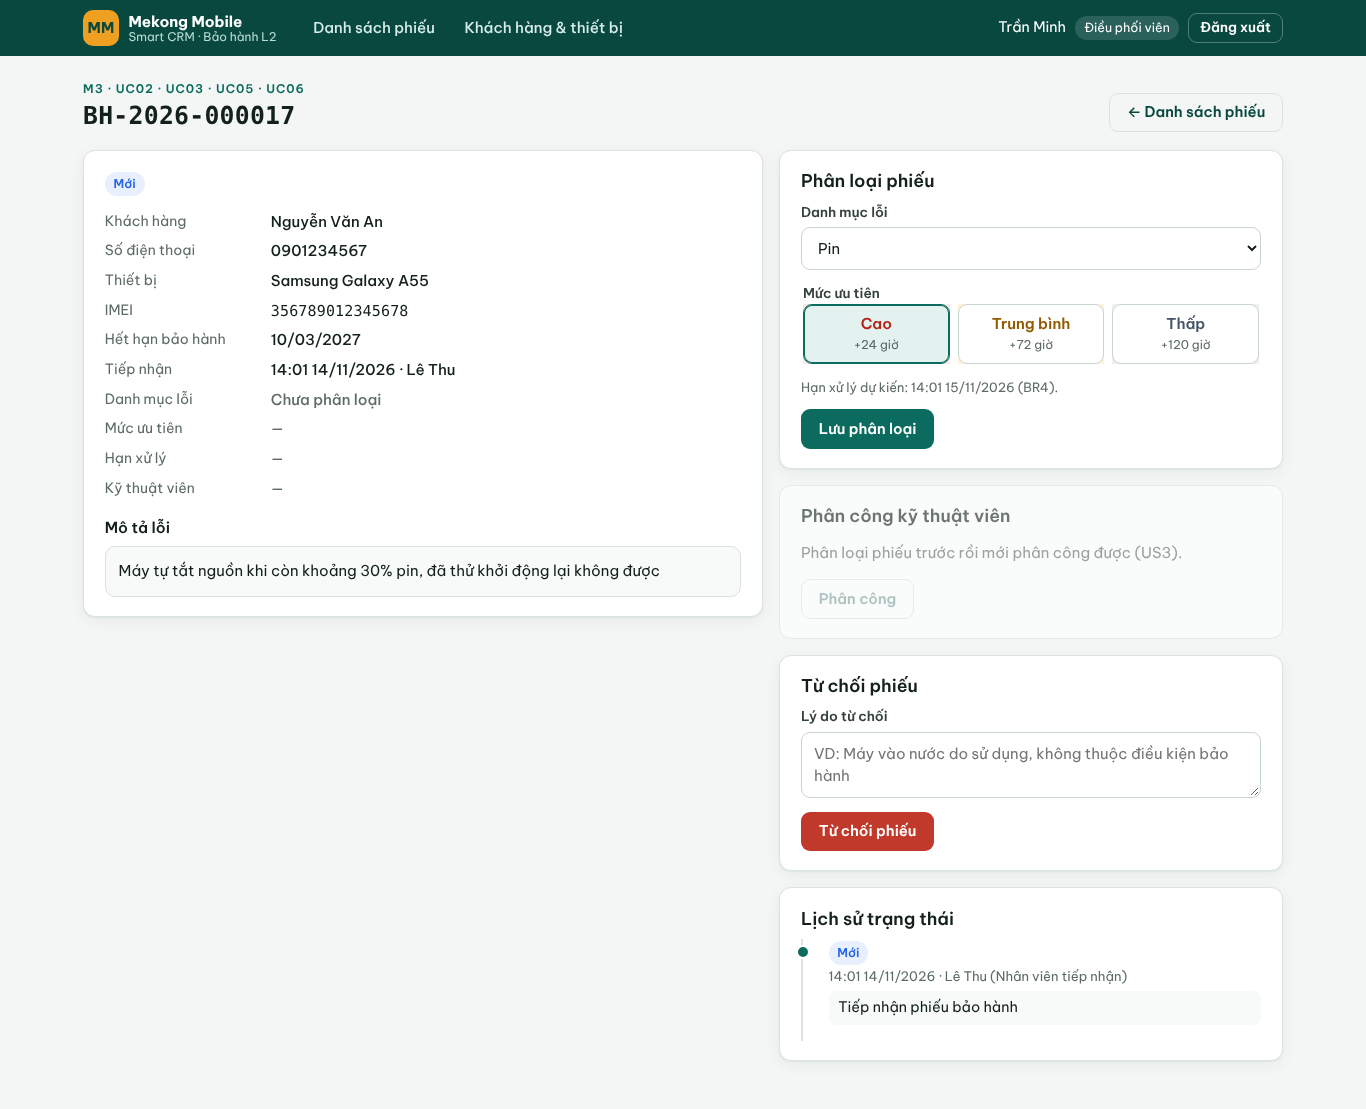 MM
Mekong Mobile
Smart CRM · Bảo hành L2
Danh sách phiếu
Khách hàng & thiết bị
Trần Minh
Điều phối viên
Đăng xuất
M3 · UC02 · UC03 · UC05 · UC06
BH-2026-000017
← Danh sách phiếu
Mới
Khách hàng Nguyễn Văn An
Số điện thoại 0901234567
Thiết bị Samsung Galaxy A55
IMEI 356789012345678
Hết hạn bảo hành 10/03/2027
Tiếp nhận 14:01 14/11/2026 · Lê Thu
Danh mục lỗi Chưa phân loại
Mức ưu tiên —
Hạn xử lý —
Kỹ thuật viên —
Mô tả lỗi
Máy tự tắt nguồn khi còn khoảng 30% pin, đã thử khởi động lại không được
Phân loại phiếu
Danh mục lỗi
Pin
Mức ưu tiên
Cao
+24 giờ
Trung bình
+72 giờ
Thấp
+120 giờ
Hạn xử lý dự kiến: 14:01 15/11/2026 (BR4).
Lưu phân loại
Phân công kỹ thuật viên
Phân loại phiếu trước rồi mới phân công được (US3).
Phân công
Từ chối phiếu
Lý do từ chối
VD: Máy vào nước do sử dụng, không thuộc điều kiện bảo
hành
Từ chối phiếu
Lịch sử trạng thái
Mới
14:01 14/11/2026 · Lê Thu (Nhân viên tiếp nhận)
Tiếp nhận phiếu bảo hành